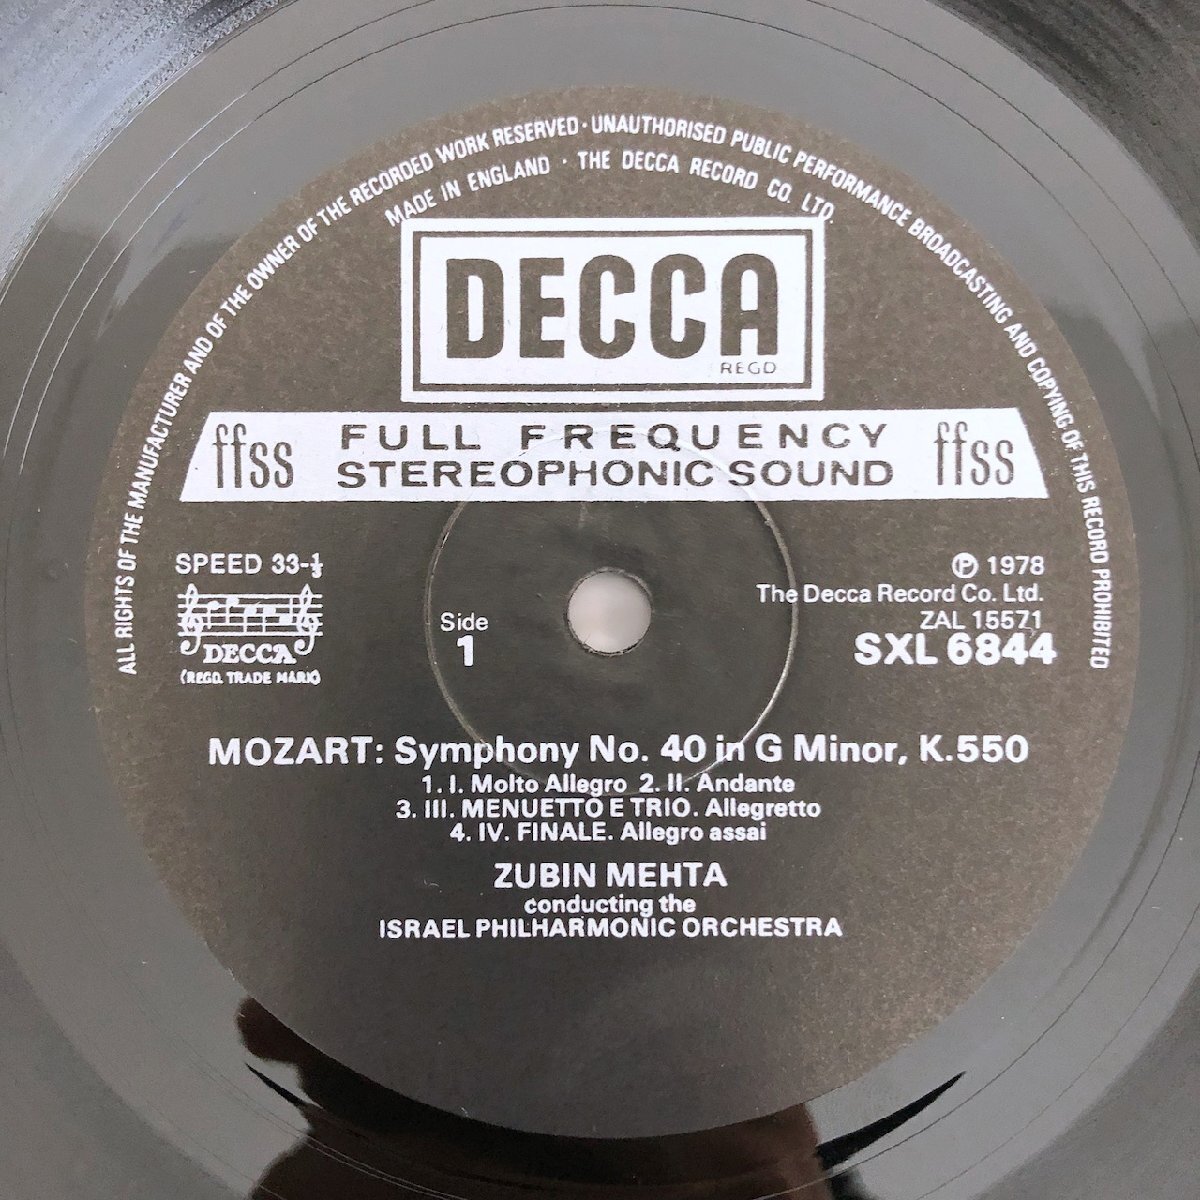 ALL RIGHTS OF THE MANUFACTURER AND OF THE OWNER OF THE RECORDED WORK RESERVED · UNAUTHORISED PUBLIC PERFORMANCE BROADCASTING AND COPYING OF THIS RECORD PROHIBITED
MADE IN ENGLAND · THE DECCA RECORD CO. LTD.
DECCA
REGD
ffss FULL FREQUENCY ffss
STEREOPHONIC SOUND
SPEED 33-⅓
DECCA
(REGD. TRADE MARK)
Side
1
℗ 1978
The Decca Record Co. Ltd.
ZAL 15571
SXL 6844
MOZART: Symphony No. 40 in G Minor, K.550
1. I. Molto Allegro 2. II. Andante
3. III. MENUETTO E TRIO. Allegretto
4. IV. FINALE. Allegro assai
ZUBIN MEHTA
conducting the
ISRAEL PHILHARMONIC ORCHESTRA